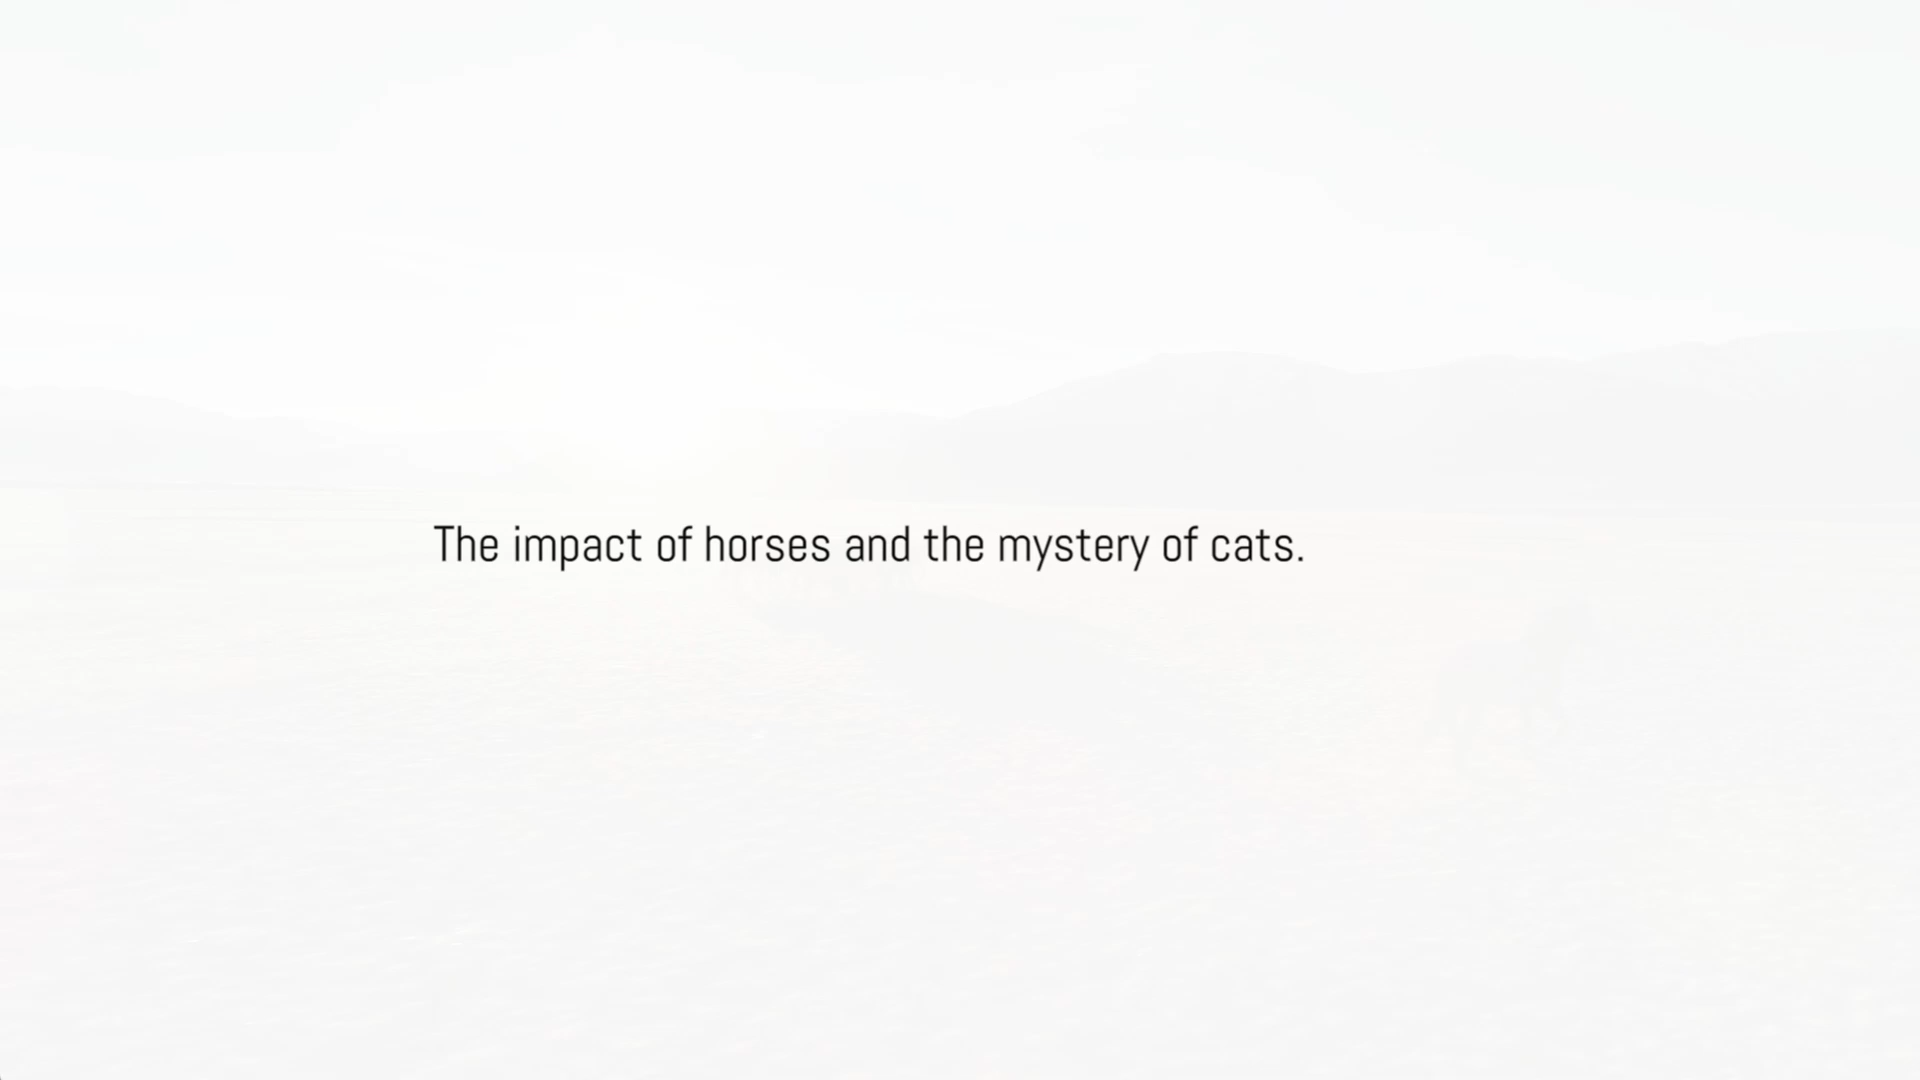 The impact of horses and the mystery of cats.